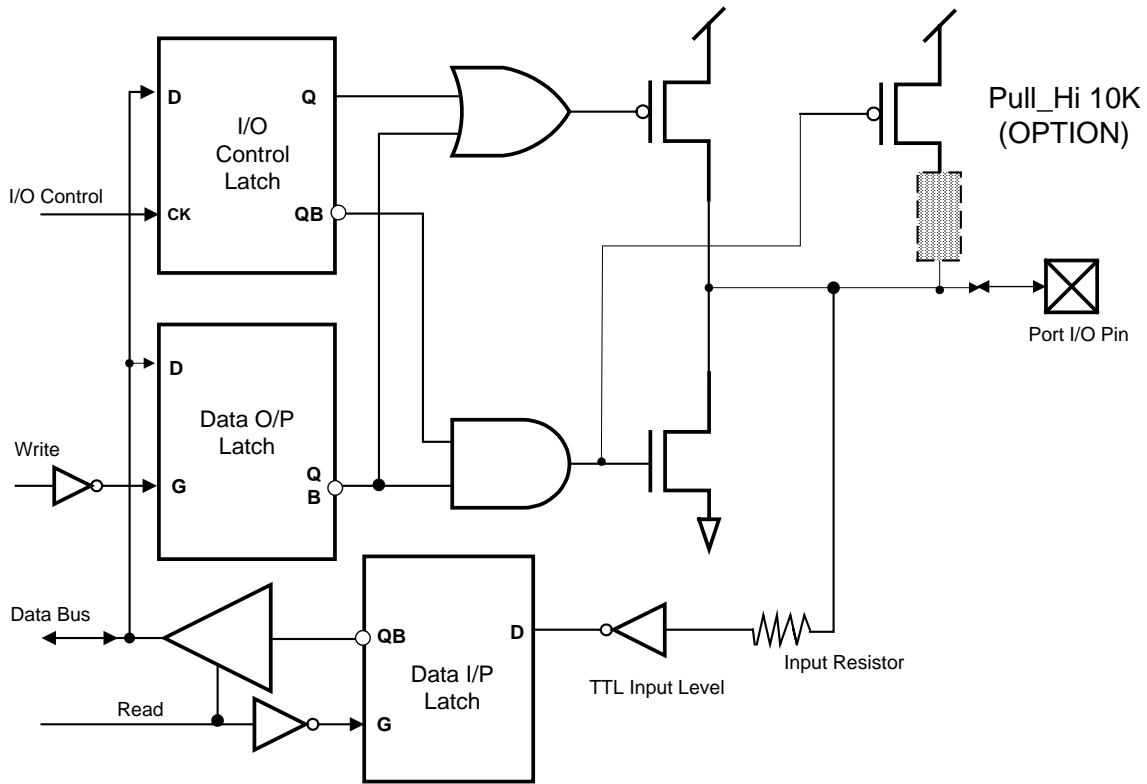 D
Q
I/O
Control
Latch
I/O Control
CK
QB
Pull_Hi 10K
(OPTION)
Port I/O Pin
D
Data O/P
Latch
Write
G
Q
B
Data Bus
QB
D
Data I/P
Latch
TTL Input Level
Input Resistor
Read
G